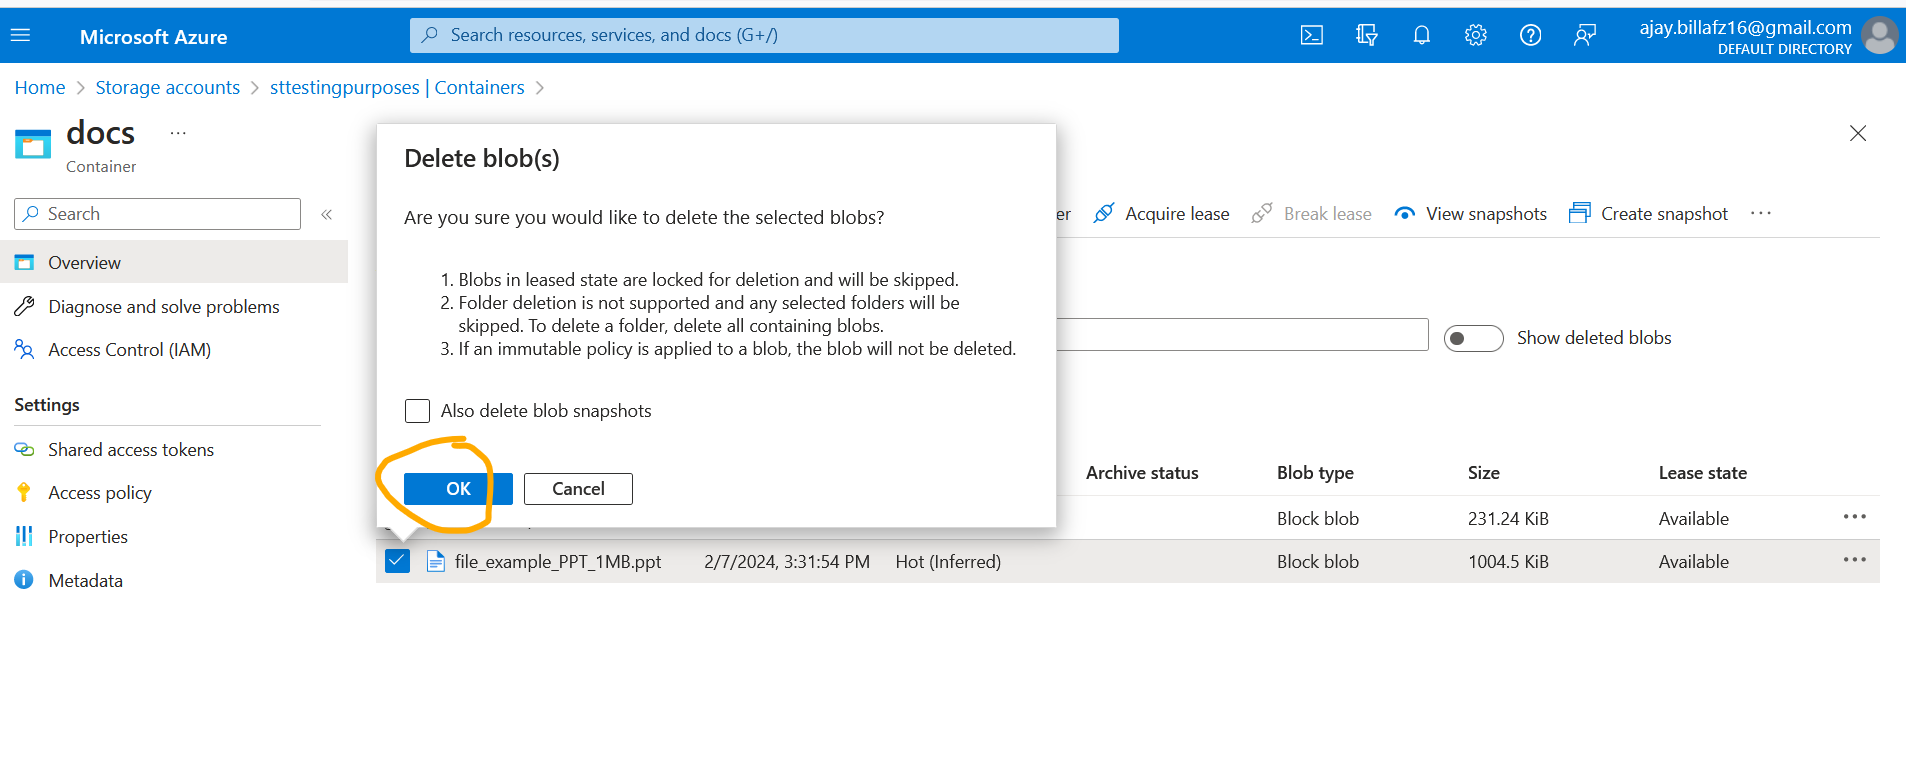 Microsoft Azure
Search resources, services, and docs (G+/)
ajay.billafz16@gmail.com
DEFAULT DIRECTORY
Home > Storage accounts > sttestingpurposes | Containers >
docs ...
Container
Search «
Overview
Diagnose and solve problems
Access Control (IAM)
Settings
Shared access tokens
Access policy
Properties
Metadata
Delete blob(s)
Are you sure you would like to delete the selected blobs?
1. Blobs in leased state are locked for deletion and will be skipped.
2. Folder deletion is not supported and any selected folders will be
skipped. To delete a folder, delete all containing blobs.
3. If an immutable policy is applied to a blob, the blob will not be deleted.
Also delete blob snapshots
OK Cancel
er Acquire lease Break lease View snapshots Create snapshot ...
Show deleted blobs
Archive status Blob type Size Lease state
Block blob 231.24 KiB Available ...
file_example_PPT_1MB.ppt 2/7/2024, 3:31:54 PM Hot (Inferred) Block blob 1004.5 KiB Available ...